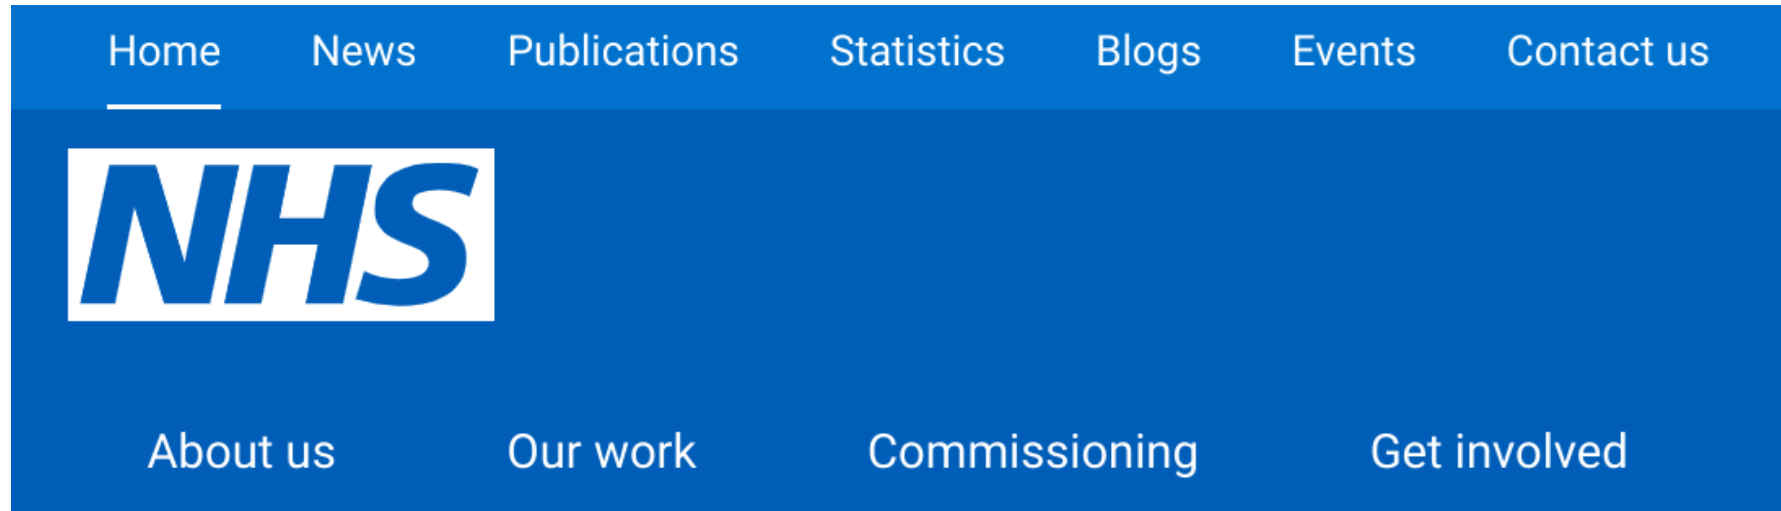 Home News Publications Statistics Blogs Events Contact us
NHS
About us Our work Commissioning Get involved